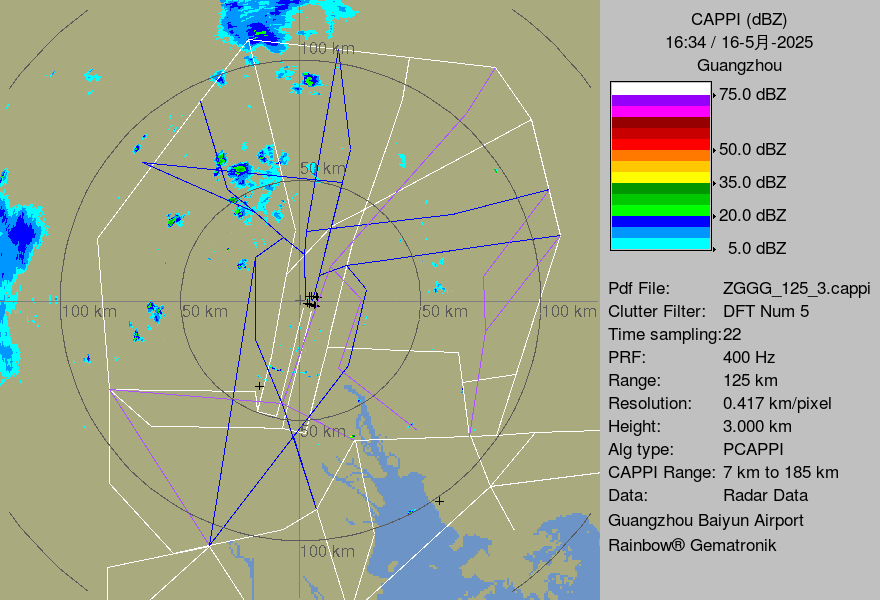 CAPPI (dBZ)
16:34 / 16-5月-2025
Guangzhou
75.0 dBZ
50.0 dBZ
35.0 dBZ
20.0 dBZ
5.0 dBZ
Pdf File: ZGGG_125_3.cappi
Clutter Filter: DFT Num 5
Time sampling:22
PRF: 400 Hz
Range: 125 km
Resolution: 0.417 km/pixel
Height: 3.000 km
Alg type: PCAPPI
CAPPI Range: 7 km to 185 km
Data: Radar Data
Guangzhou Baiyun Airport
Rainbow® Gematronik
100 km
50 km
100 km
50 km
50 km
100 km
50 km
100 km